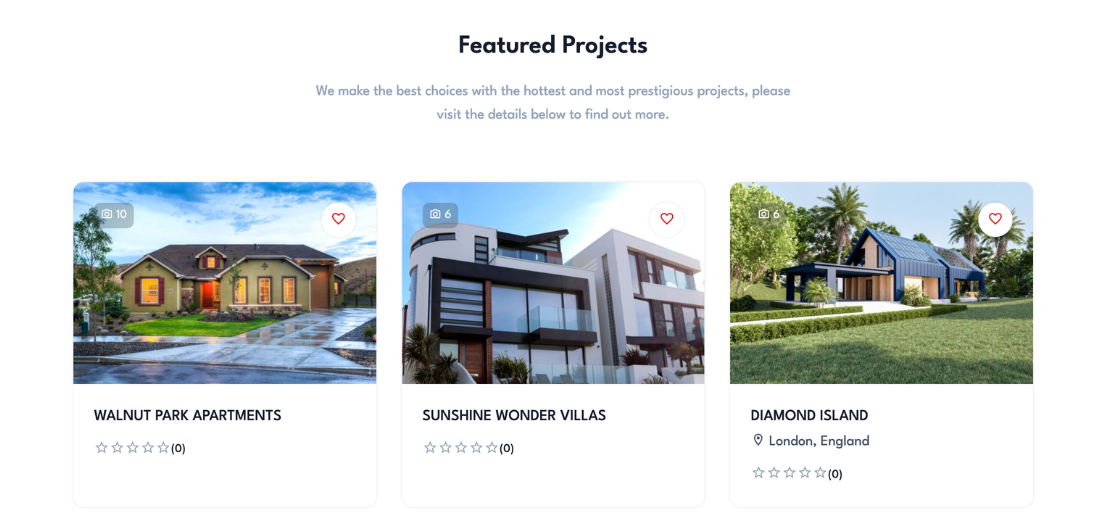 Featured Projects
We make the best choices with the hottest and most prestigious projects, please
visit the details below to find out more.
10
6
6
WALNUT PARK APARTMENTS
(0)
SUNSHINE WONDER VILLAS
(0)
DIAMOND ISLAND
London, England
(0)